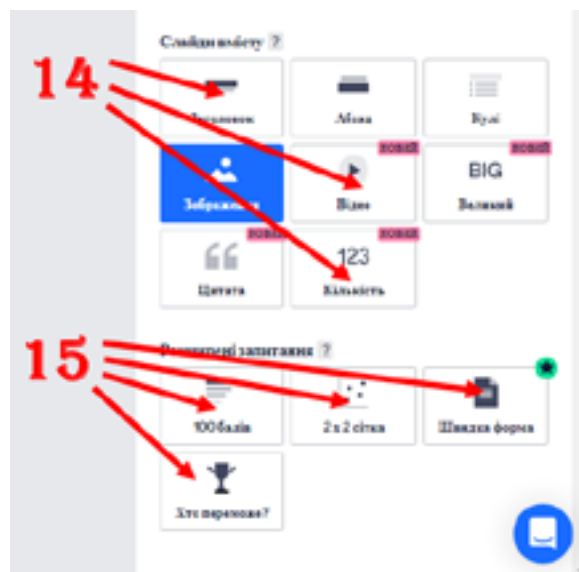 Слайди вмісту ?
14
Заголовок Абзац Кулі
новий новий
BIG
Зображення Відео Великий
новий новий
123
Цитата Кількість
15
Розширені запитання ?
100 балів 2 x 2 сітка Швидка форма
Хто переможе?